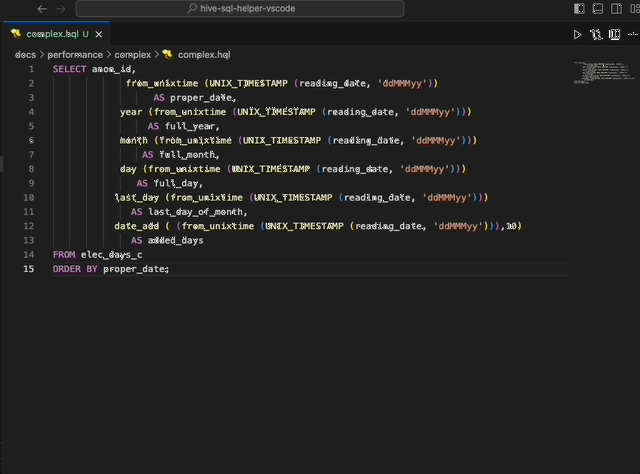 hive-sql-helper-vscode
complex.hql U
docs > performance > complex > complex.hql
1 SELECT anon_id,
2 from_unixtime (UNIX_TIMESTAMP (reading_date, 'ddMMMyy'))
3 AS proper_date,
4 year (from_unixtime (UNIX_TIMESTAMP (reading_date, 'ddMMMyy')))
5 AS full_year,
6 month (from_unixtime (UNIX_TIMESTAMP (reading_date, 'ddMMMyy')))
7 AS full_month,
8 day (from_unixtime (UNIX_TIMESTAMP (reading_date, 'ddMMMyy')))
9 AS full_day,
10 last_day (from_unixtime (UNIX_TIMESTAMP (reading_date, 'ddMMMyy')))
11 AS last_day_of_month,
12 date_add ( (from_unixtime (UNIX_TIMESTAMP (reading_date, 'ddMMMyy'))),10)
13 AS added_days
14 FROM elec_days_c
15 ORDER BY proper_date;